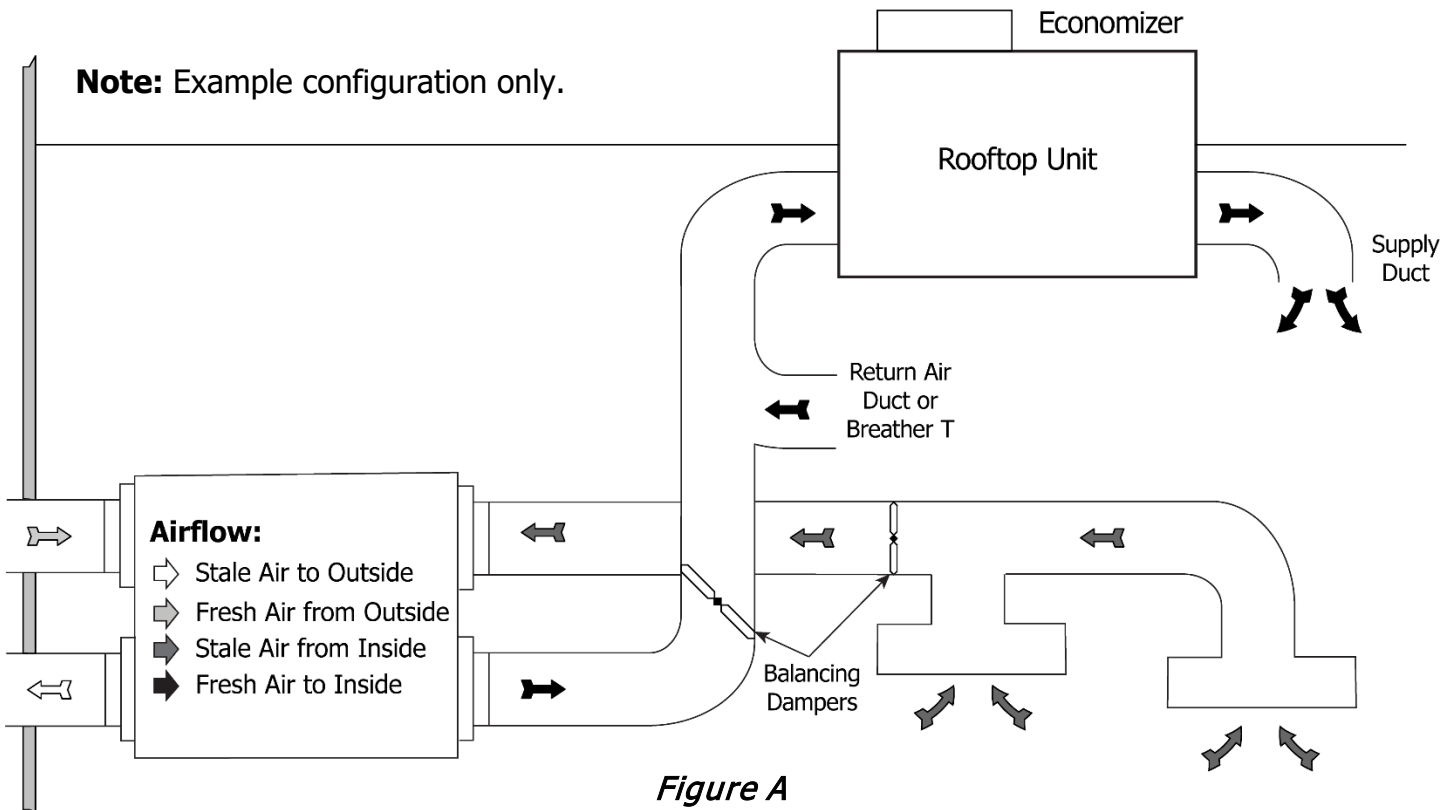 Economizer
Note: Example configuration only.
Rooftop Unit
Supply
Duct
Return Air
Duct or
Breather T
Airflow:
Stale Air to Outside
Fresh Air from Outside
Stale Air from Inside
Fresh Air to Inside
Balancing
Dampers
Figure A